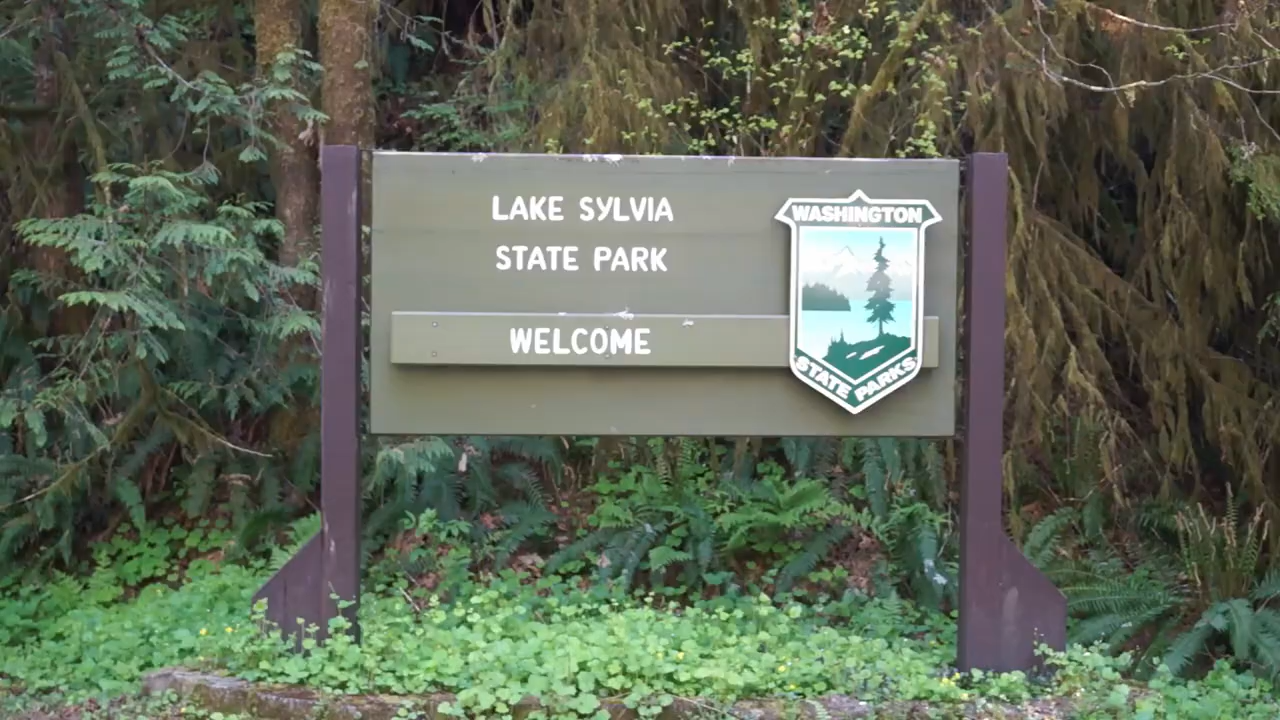 LAKE SYLVIA
STATE PARK
WELCOME
WASHINGTON
STATE PARKS